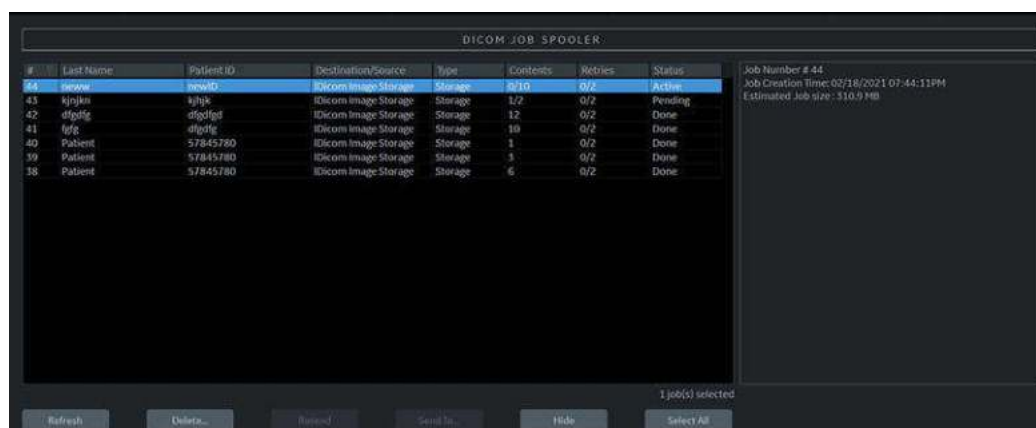 DICOM JOB SPOOLER
# Last Name Patient ID Destination/Source Type Contents Retries Status
44 neww newID IDicom Image Storage Storage 0/10 0/2 Active
43 kjnjkn kjhjk IDicom Image Storage Storage 1/2 0/2 Pending
42 dfgdfg dfgdfgd IDicom Image Storage Storage 12 0/2 Done
41 fgfg dfgdfg IDicom Image Storage Storage 10 0/2 Done
40 Patient 57845780 IDicom Image Storage Storage 1 0/2 Done
39 Patient 57845780 IDicom Image Storage Storage 3 0/2 Done
38 Patient 57845780 IDicom Image Storage Storage 6 0/2 Done
Job Number # 44
Job Creation Time: 02/18/2021 07:44:11PM
Estimated Job size : 310.9 MB
1 job(s) selected
Refresh Delete... Resend Send To... Hide Select All